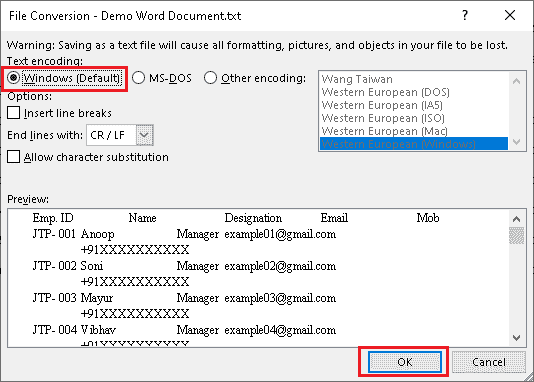 File Conversion - Demo Word Document.txt
Warning: Saving as a text file will cause all formatting, pictures, and objects in your file to be lost.
Text encoding:
Windows (Default) MS-DOS Other encoding:
Wang Taiwan
Western European (DOS)
Western European (IA5)
Western European (ISO)
Western European (Mac)
Western European (Windows)
Options:
Insert line breaks
End lines with: CR / LF
Allow character substitution
Preview:
Emp. ID Name Designation Email Mob
JTP- 001 Anoop Manager example01@gmail.com
+91XXXXXXXXXX
JTP- 002 Soni Manager example02@gmail.com
+91XXXXXXXXXX
JTP- 003 Mayur Manager example03@gmail.com
+91XXXXXXXXXX
JTP- 004 Vibhav Manager example04@gmail.com
+91XXXXXXXXXX
OK Cancel